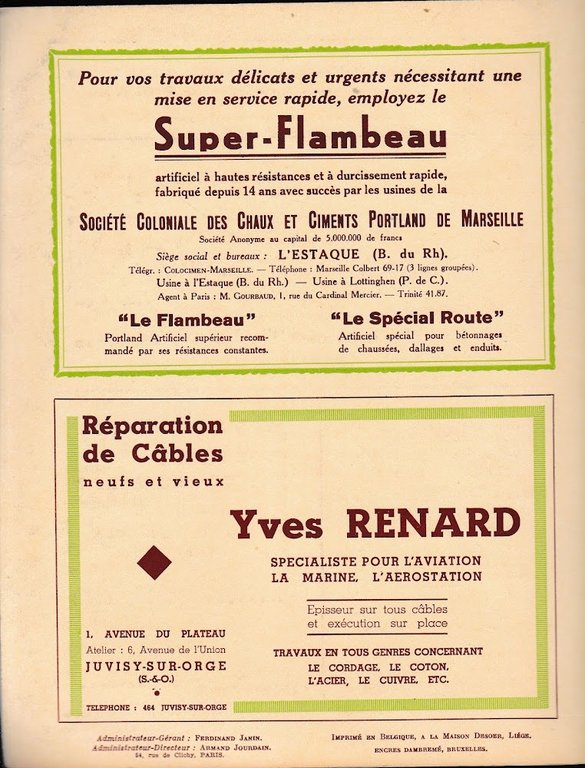 Pour vos travaux délicats et urgents nécessitant une
mise en service rapide, employez le
Super-Flambeau
artificiel à hautes résistances et à durcissement rapide,
fabriqué depuis 14 ans avec succès par les usines de la
SOCIÉTÉ COLONIALE DES CHAUX ET CIMENTS PORTLAND DE MARSEILLE
Société Anonyme au capital de 5.000.000 de francs
Siège social et bureaux : L'ESTAQUE (B. du Rh).
Télégr. : COLOCIMEN-MARSEILLE. — Téléphone : Marseille Colbert 69-17 (3 lignes groupées).
Usine à l'Estaque (B. du Rh.) — Usine à Lottinghen (P. de C.).
Agent à Paris : M. GOURBAUD, 1, rue du Cardinal Mercier. — Trinité 41.87.
"Le Flambeau"
Portland Artificiel supérieur recom-
mandé par ses résistances constantes.
"Le Spécial Route"
Artificiel spécial pour bétonnages
de chaussées, dallages et enduits.
Réparation
de Câbles
neufs et vieux
Yves RENARD
SPECIALISTE POUR L'AVIATION
LA MARINE, L'AEROSTATION
Episseur sur tous câbles
et exécution sur place
TRAVAUX EN TOUS GENRES CONCERNANT
LE CORDAGE, LE COTON,
L'ACIER, LE CUIVRE, ETC.
1, AVENUE DU PLATEAU
Atelier : 6, Avenue de l'Union
JUVISY-SUR-ORGE
(S.-&-O.)
TELEPHONE : 464 JUVISY-SUR-ORGE
Administrateur-Gérant : FERDINAND JANIN.
Administrateur-Directeur : ARMAND JOURDAIN.
54, rue de Clichy, PARIS.
IMPRIMÉ EN BELGIQUE, A LA MAISON DESOER, LIÉGE.
ENCRES DAMBREMÉ, BRUXELLES.